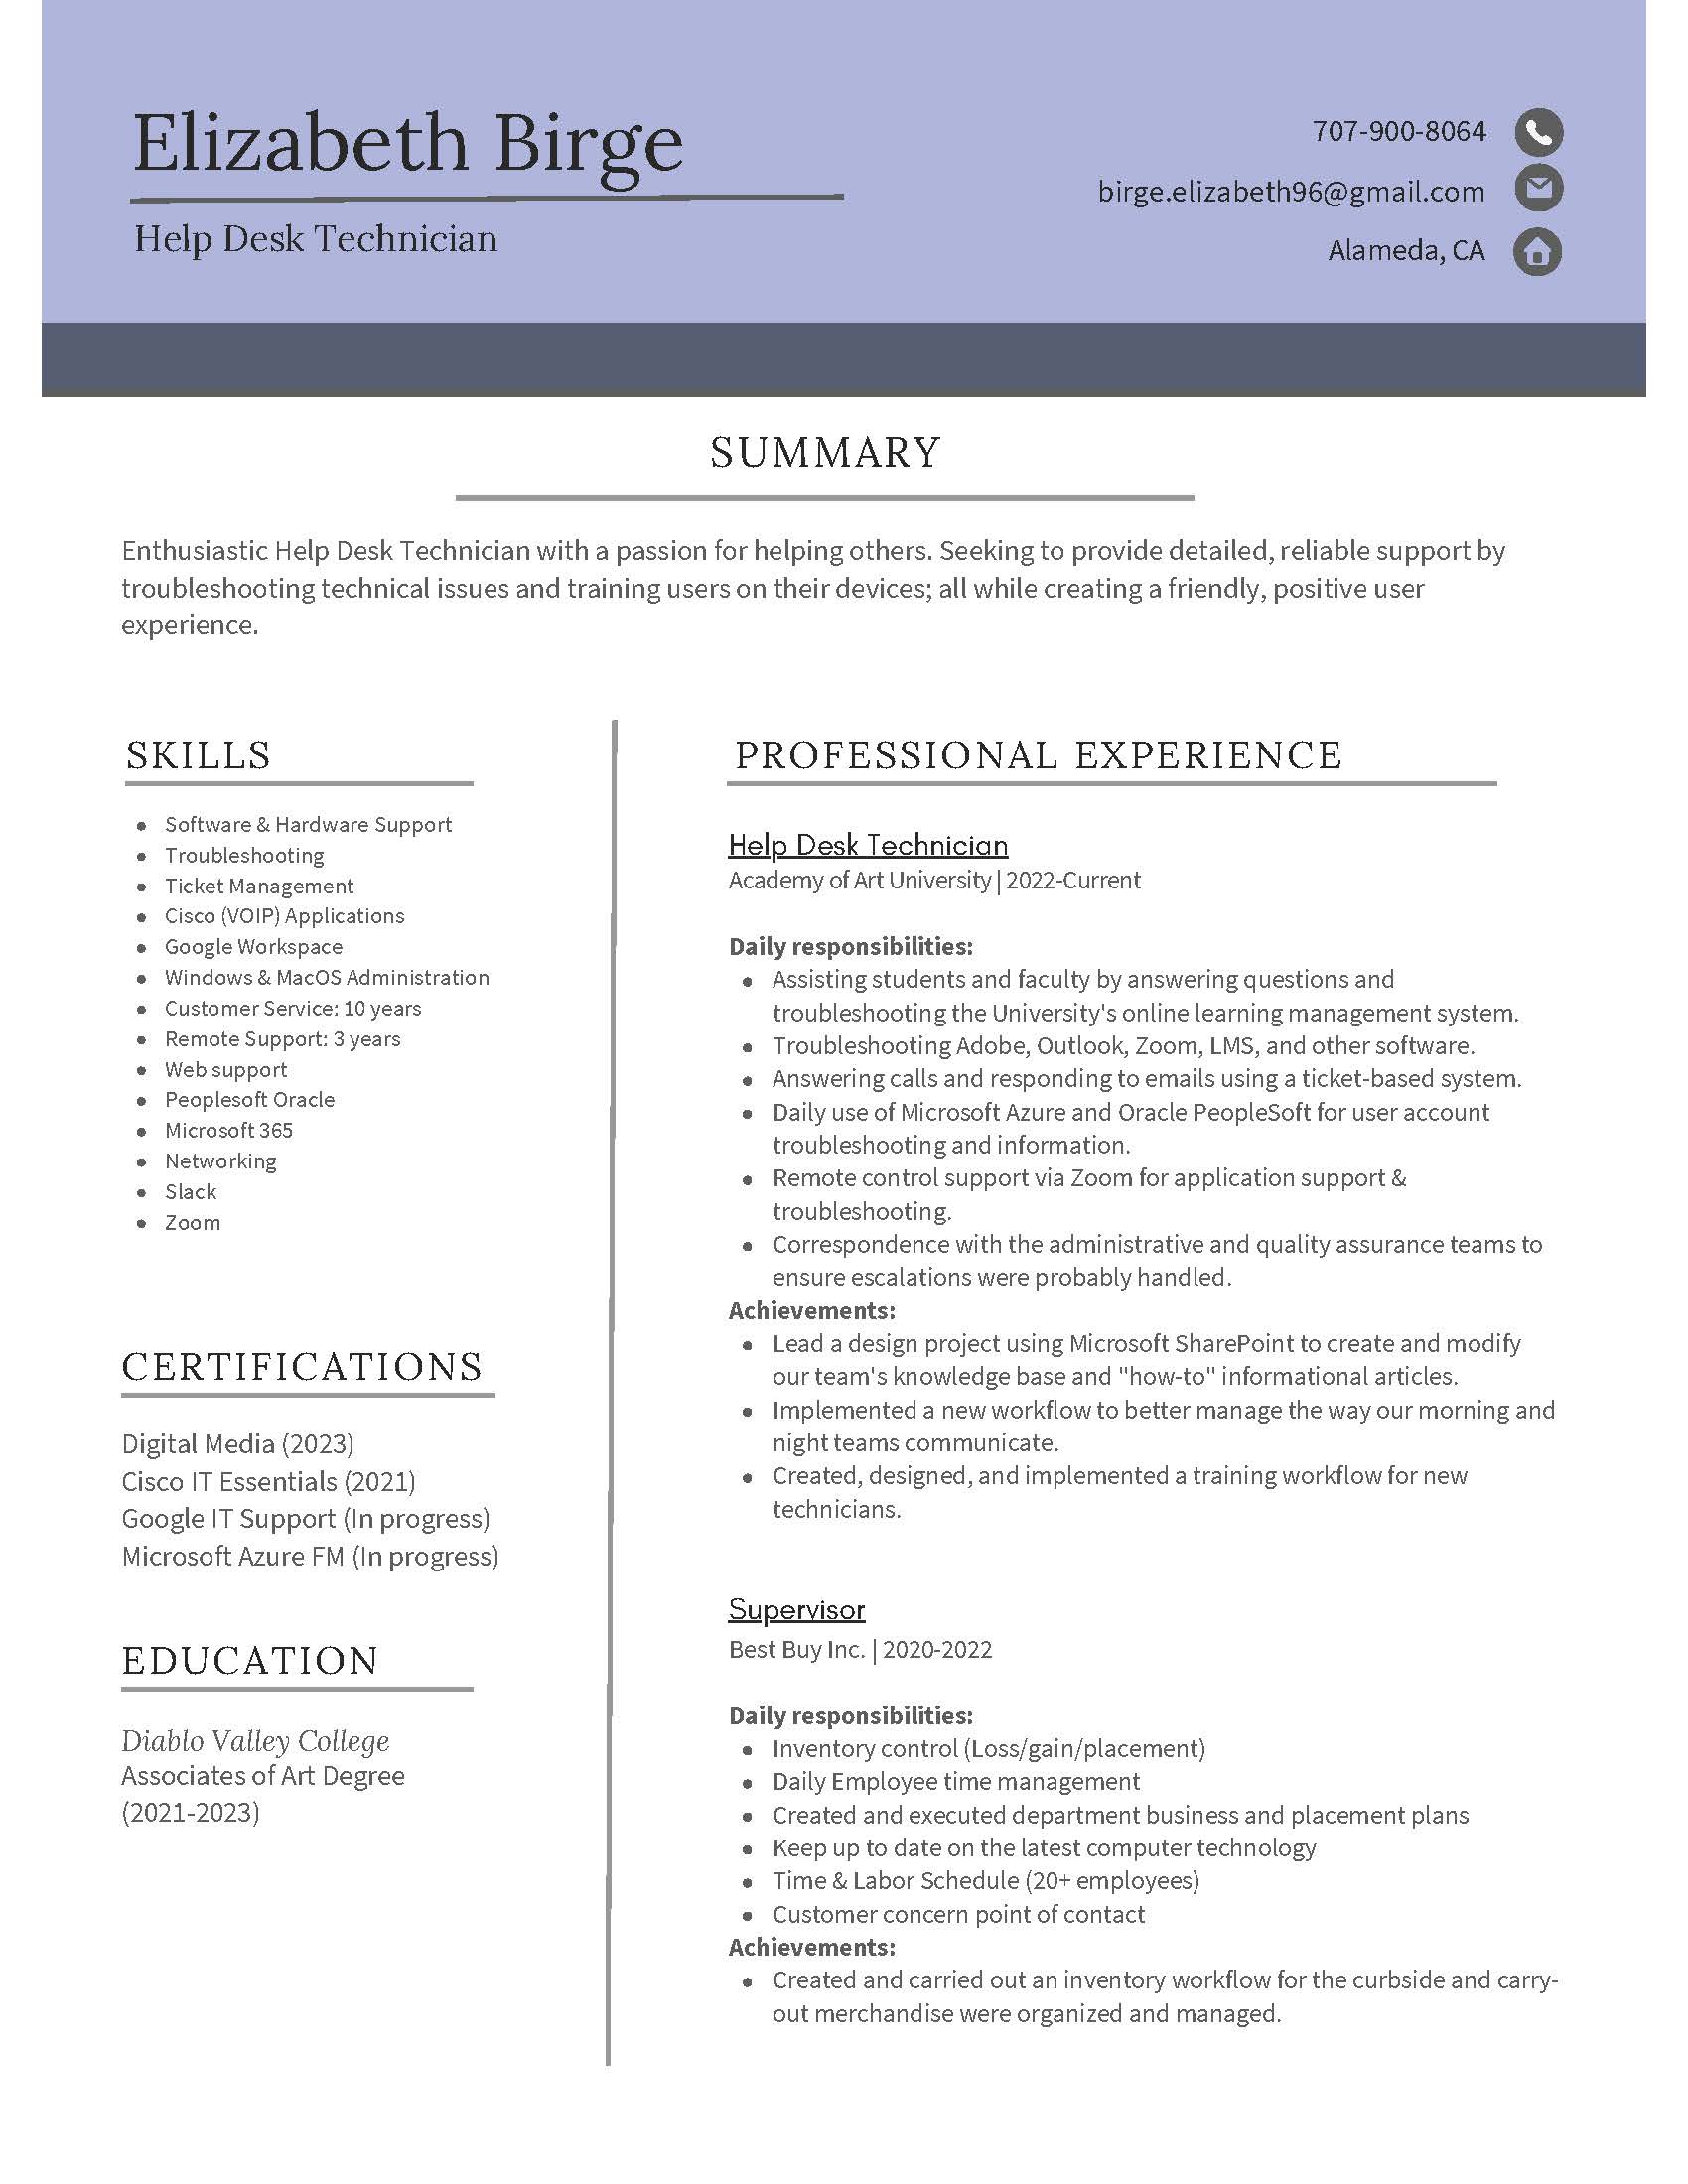 Elizabeth Birge
Help Desk Technician
707-900-8064
birge.elizabeth96@gmail.com
Alameda, CA
SUMMARY
Enthusiastic Help Desk Technician with a passion for helping others. Seeking to provide detailed, reliable support by
troubleshooting technical issues and training users on their devices; all while creating a friendly, positive user
experience.
SKILLS
• Software & Hardware Support
• Troubleshooting
• Ticket Management
• Cisco (VOIP) Applications
• Google Workspace
• Windows & MacOS Administration
• Customer Service: 10 years
• Remote Support: 3 years
• Web support
• Peoplesoft Oracle
• Microsoft 365
• Networking
• Slack
• Zoom
CERTIFICATIONS
Digital Media (2023)
Cisco IT Essentials (2021)
Google IT Support (In progress)
Microsoft Azure FM (In progress)
EDUCATION
Diablo Valley College
Associates of Art Degree
(2021-2023)
PROFESSIONAL EXPERIENCE
Help Desk Technician
Academy of Art University | 2022-Current
Daily responsibilities:
• Assisting students and faculty by answering questions and
troubleshooting the University's online learning management system.
• Troubleshooting Adobe, Outlook, Zoom, LMS, and other software.
• Answering calls and responding to emails using a ticket-based system.
• Daily use of Microsoft Azure and Oracle PeopleSoft for user account
troubleshooting and information.
• Remote control support via Zoom for application support &
troubleshooting.
• Correspondence with the administrative and quality assurance teams to
ensure escalations were probably handled.
Achievements:
• Lead a design project using Microsoft SharePoint to create and modify
our team's knowledge base and "how-to" informational articles.
• Implemented a new workflow to better manage the way our morning and
night teams communicate.
• Created, designed, and implemented a training workflow for new
technicians.
Supervisor
Best Buy Inc. | 2020-2022
Daily responsibilities:
• Inventory control (Loss/gain/placement)
• Daily Employee time management
• Created and executed department business and placement plans
• Keep up to date on the latest computer technology
• Time & Labor Schedule (20+ employees)
• Customer concern point of contact
Achievements:
• Created and carried out an inventory workflow for the curbside and carry-
out merchandise were organized and managed.